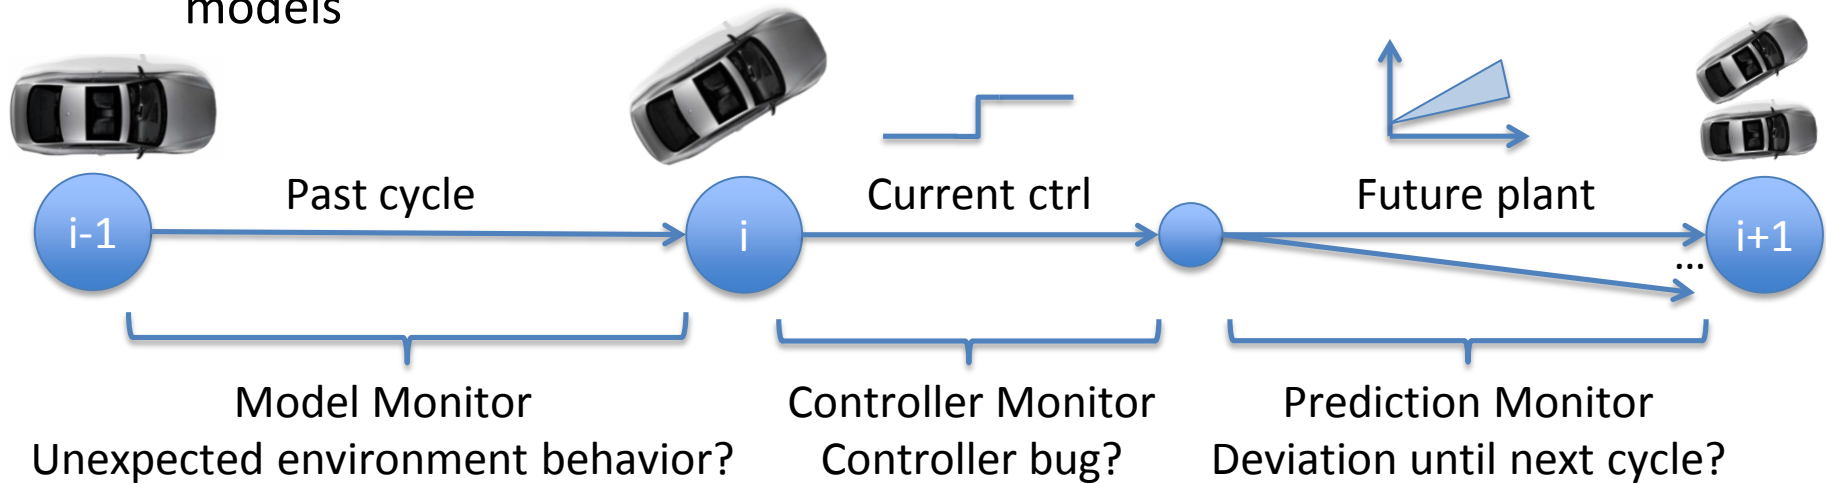 models
Past cycle
Current ctrl
Future plant
i-1
i
i+1
...
Model Monitor
Controller Monitor
Prediction Monitor
Unexpected environment behavior?
Controller bug?
Deviation until next cycle?